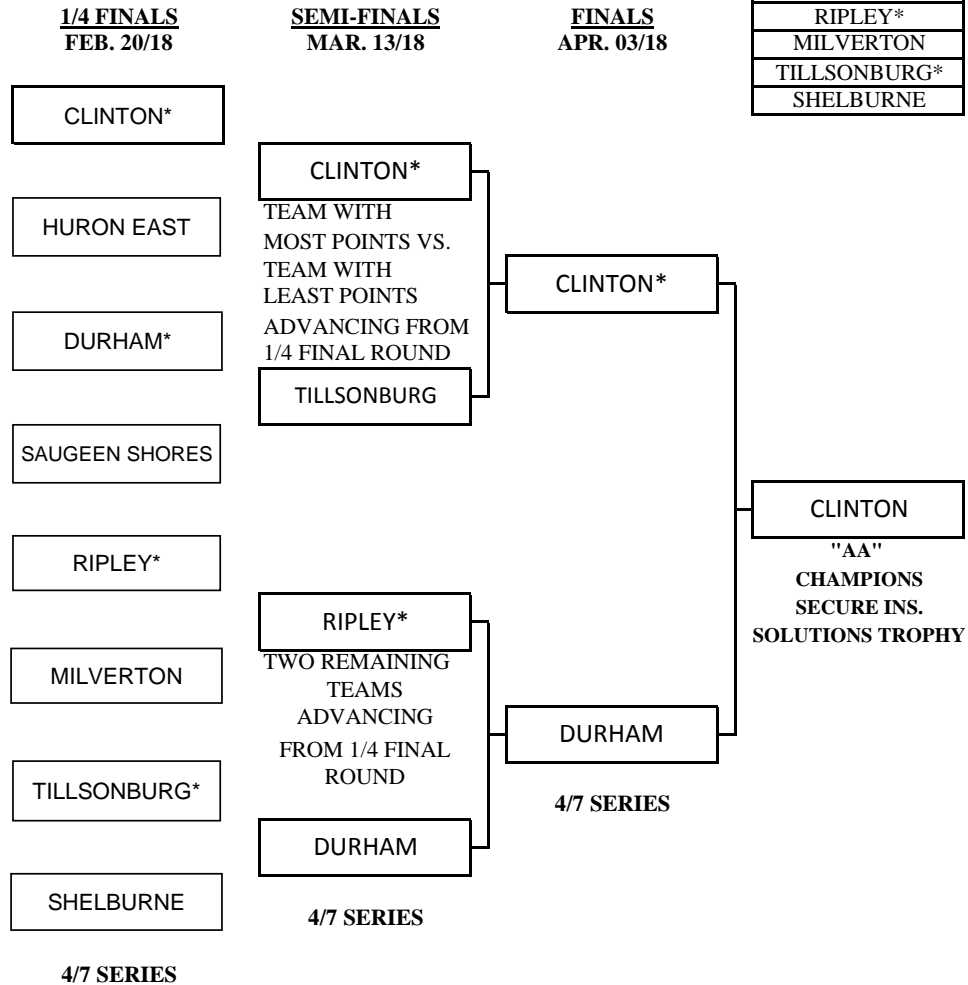 1/4 FINALS
FEB. 20/18
SEMI-FINALS
MAR. 13/18
FINALS
APR. 03/18
RIPLEY*
MILVERTON
TILLSONBURG*
SHELBURNE
CLINTON*
HURON EAST
DURHAM*
SAUGEEN SHORES
RIPLEY*
MILVERTON
TILLSONBURG*
SHELBURNE
4/7 SERIES
CLINTON*
TEAM WITH
MOST POINTS VS.
TEAM WITH
LEAST POINTS
ADVANCING FROM
1/4 FINAL ROUND
TILLSONBURG
RIPLEY*
TWO REMAINING
TEAMS
ADVANCING
FROM 1/4 FINAL
ROUND
DURHAM
4/7 SERIES
CLINTON*
DURHAM
4/7 SERIES
CLINTON
"AA"
CHAMPIONS
SECURE INS.
SOLUTIONS TROPHY